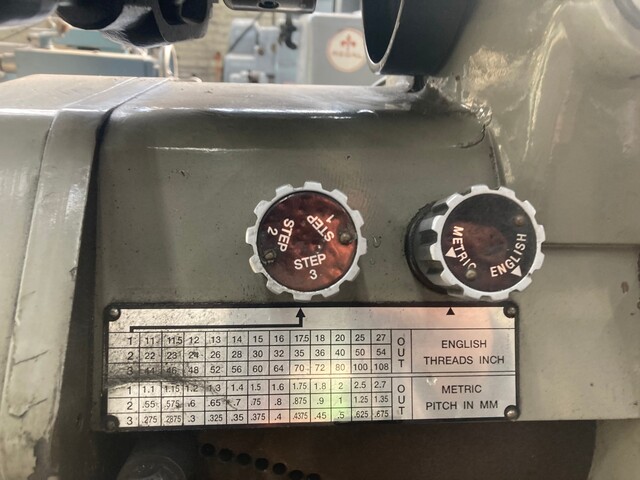 STEP 1
STEP 2
STEP 3
METRIC
ENGLISH
1 11 11.5 12 13 14 15 16 17.5 18 20 25 27
2 22 23 24 26 28 30 32 35 36 40 50 54
3 44 46 48 52 56 60 64 70 72 80 100 108
OUT
ENGLISH
THREADS INCH
1 1.1 1.15 1.2 1.3 1.4 1.5 1.6 1.75 1.8 2 2.5 2.7
2 .55 .575 .6 .65 .7 .75 .8 .875 .9 1 1.25 1.35
3 .275 .2875 .3 .325 .35 .375 .4 .4375 .45 .5 .625 .675
OUT
METRIC
PITCH IN MM